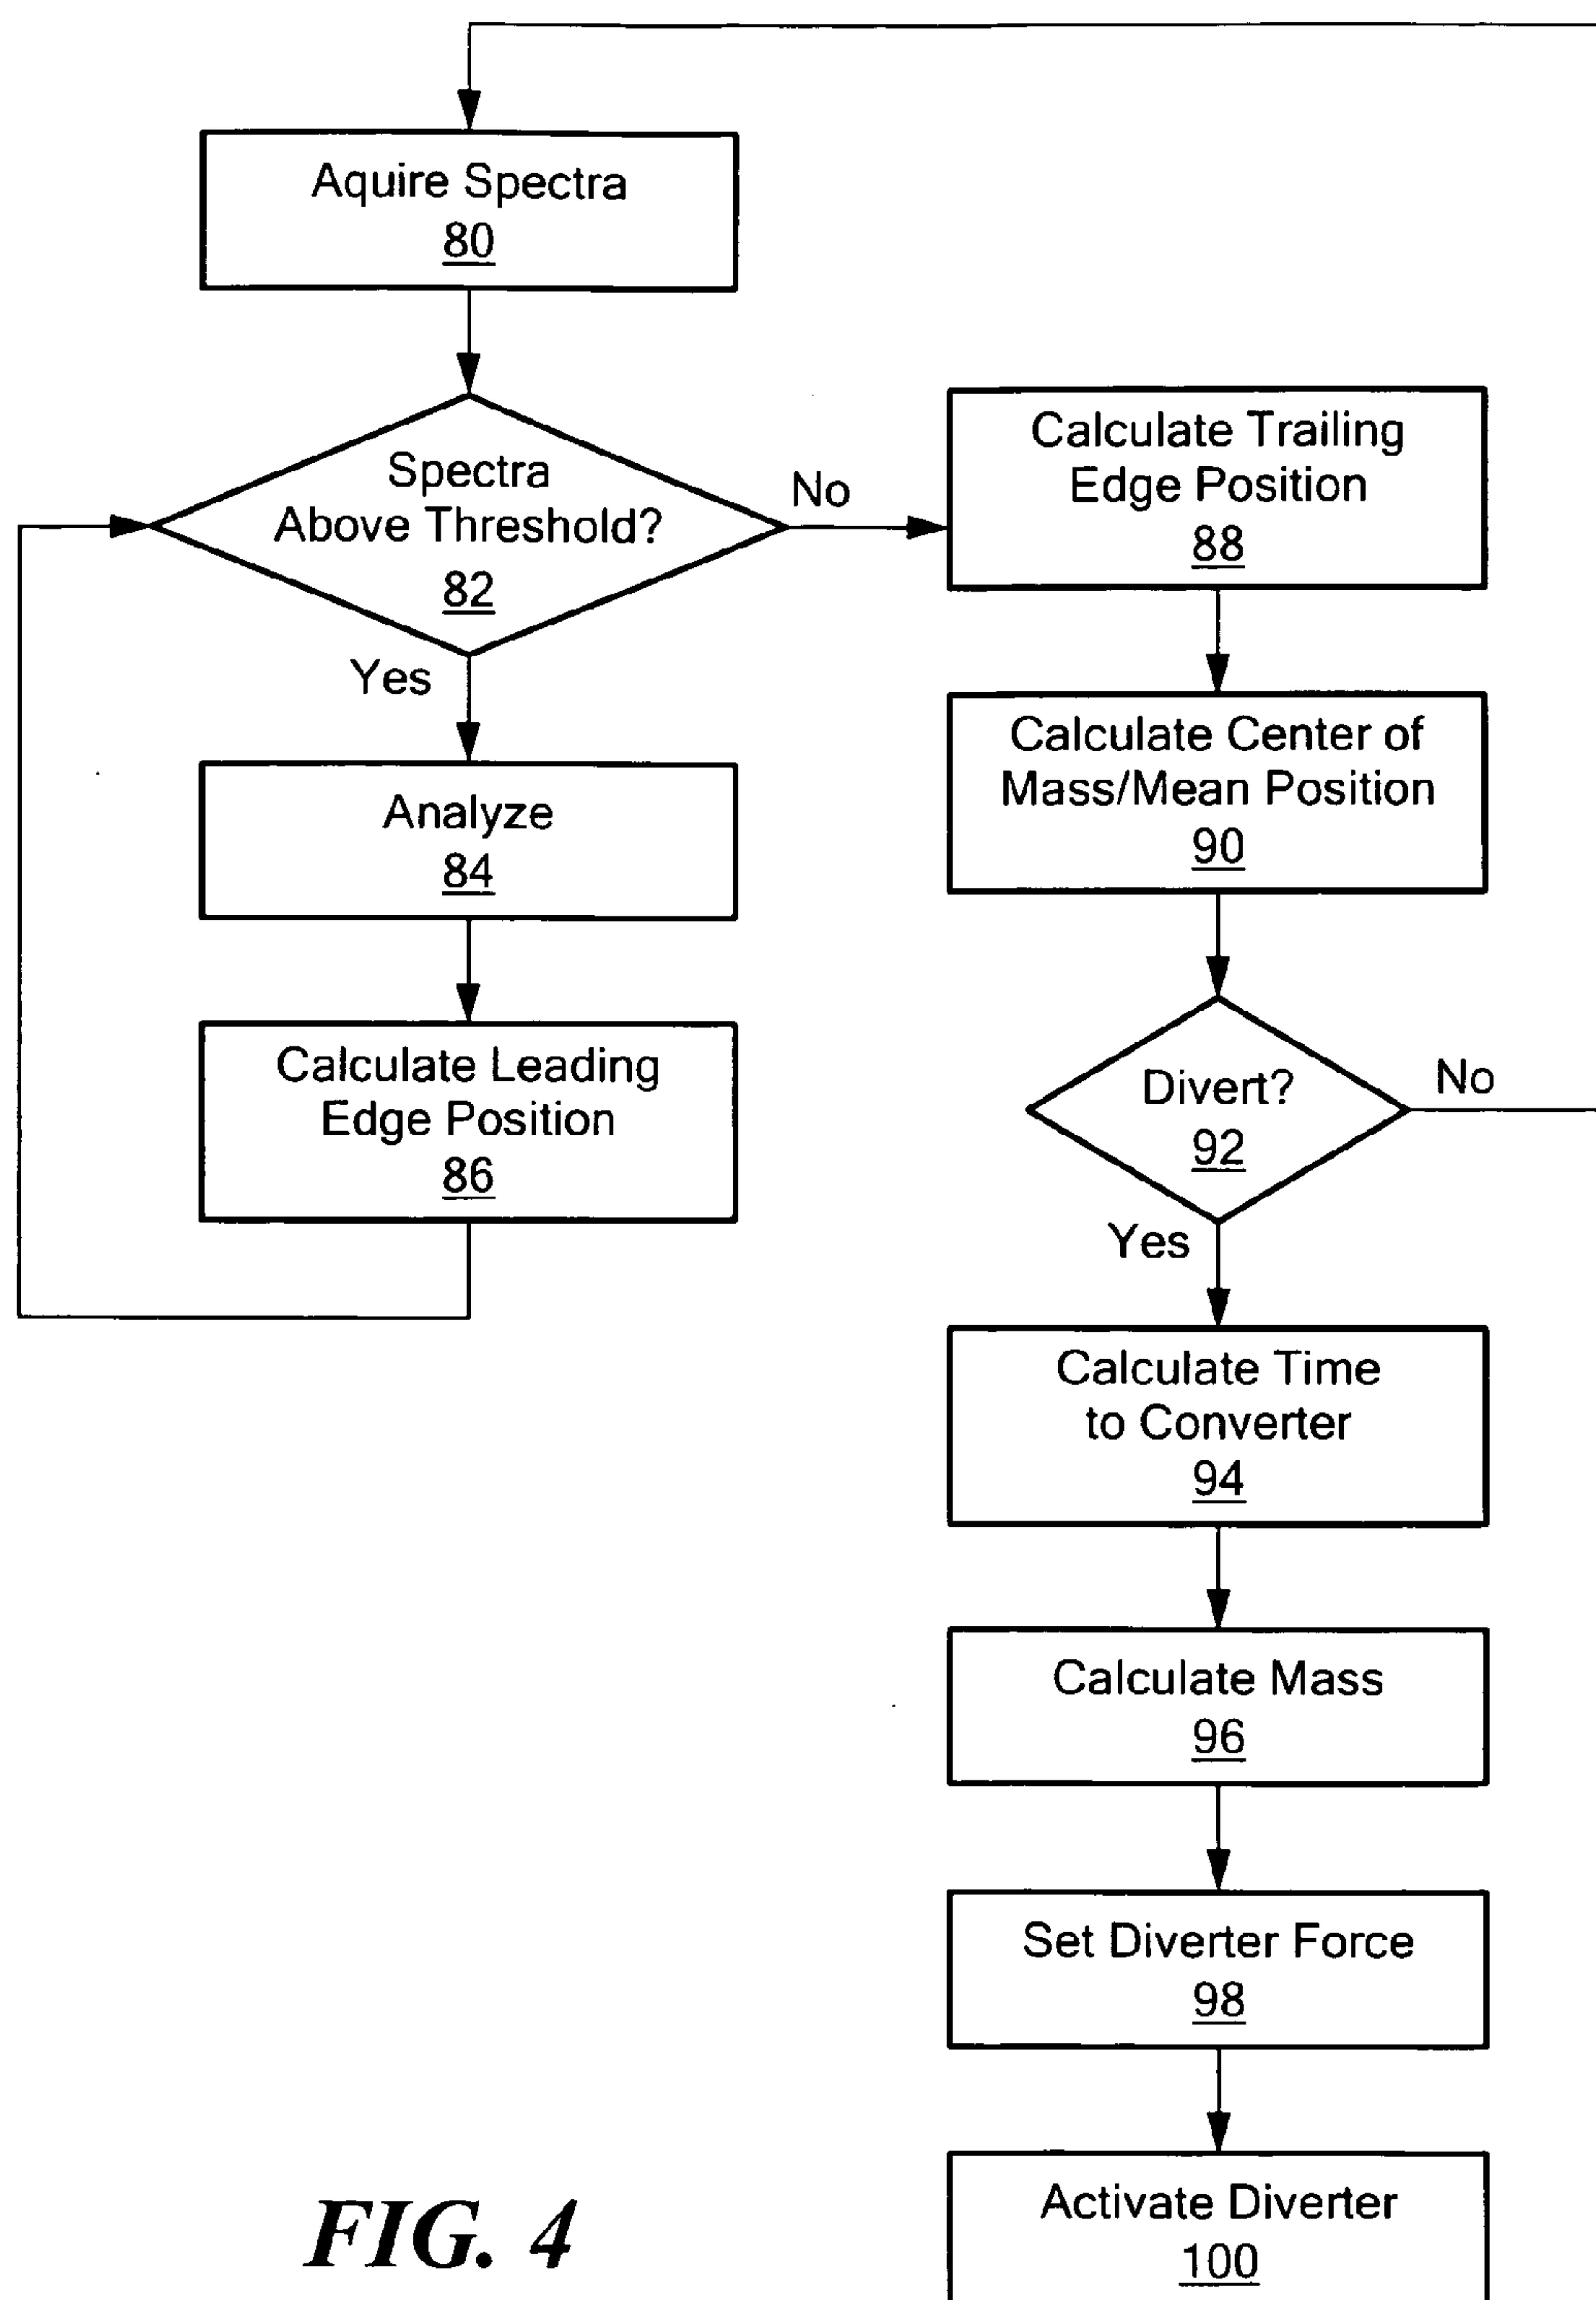 Aquire Spectra
80
Spectra
Above Threshold?
82
Yes
No
Analyze
84
Calculate Leading
Edge Position
86
Calculate Trailing
Edge Position
88
Calculate Center of
Mass/Mean Position
90
Divert?
92
No
Yes
Calculate Time
to Converter
94
Calculate Mass
96
Set Diverter Force
98
Activate Diverter
100
FIG. 4